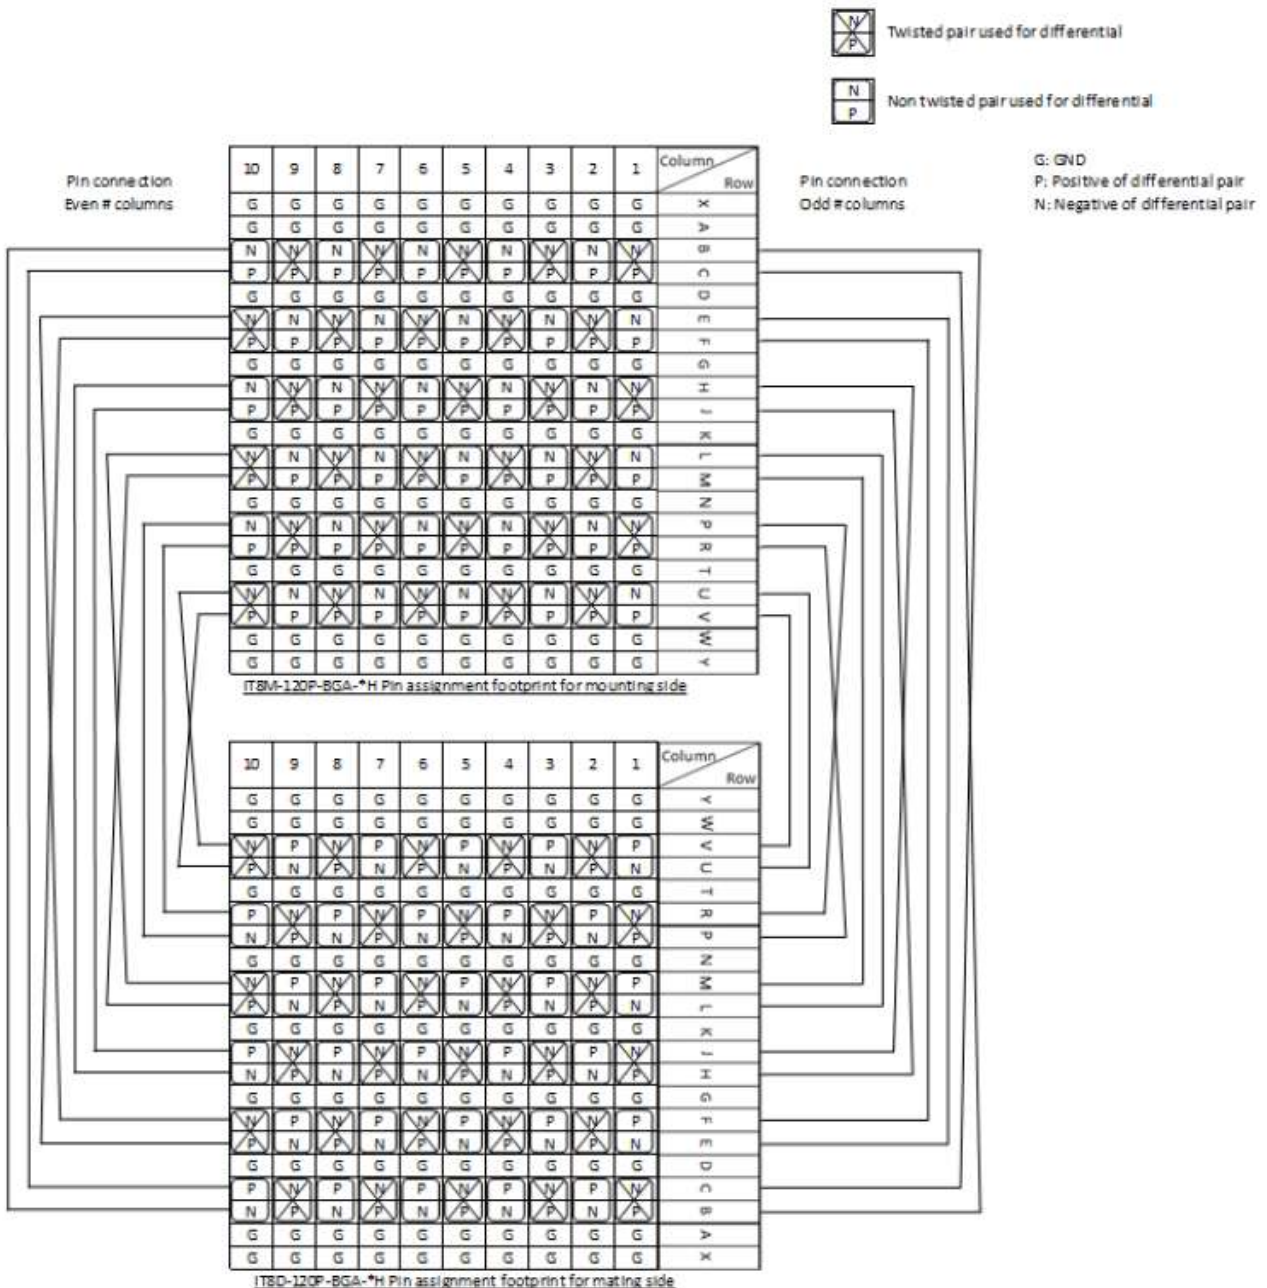 N
P
Twisted pair used for differential
N
P
Non twisted pair used for differential
Pin connection
Even # columns
Pin connection
Odd # columns
G: GND
P: Positive of differential pair
N: Negative of differential pair
10 9 8 7 6 5 4 3 2 1 Column Row
G G G G G G G G G G X
G G G G G G G G G G A
N N N N N N N N N N B
P P P P P P P P P P C
G G G G G G G G G G D
N N N N N N N N N N E
P P P P P P P P P P F
G G G G G G G G G G G
N N N N N N N N N N H
P P P P P P P P P P J
G G G G G G G G G G K
N N N N N N N N N N L
P P P P P P P P P P M
G G G G G G G G G G N
N N N N N N N N N N P
P P P P P P P P P P R
G G G G G G G G G G T
N N N N N N N N N N U
P P P P P P P P P P V
G G G G G G G G G G W
G G G G G G G G G G Y
IT8M-120P-BGA-*H Pin assignment footprint for mounting side
10 9 8 7 6 5 4 3 2 1 Column Row
G G G G G G G G G G Y
G G G G G G G G G G W
N P N P N P N P N P V
P N P N P N P N P N U
G G G G G G G G G G T
P N P N P N P N P N R
N P N P N P N P N P P
G G G G G G G G G G N
N P N P N P N P N P M
P N P N P N P N P N L
G G G G G G G G G G K
P N P N P N P N P N J
N P N P N P N P N P H
G G G G G G G G G G G
N P N P N P N P N P F
P N P N P N P N P N E
G G G G G G G G G G D
P N P N P N P N P N C
N P N P N P N P N P B
G G G G G G G G G G A
G G G G G G G G G G X
IT8D-120P-BGA-*H Pin assignment footprint for mating side